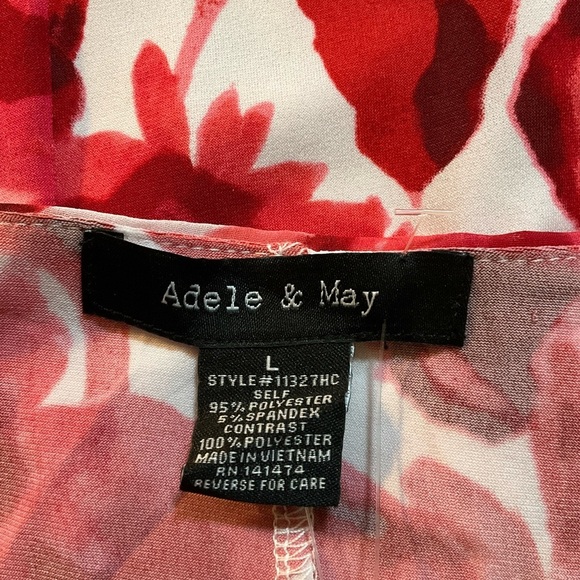 Adele & May
L
STYLE#11327HC
SELF
95% POLYESTER
5% SPANDEX
CONTRAST
100% POLYESTER
MADE IN VIETNAM
RN 141474
REVERSE FOR CARE